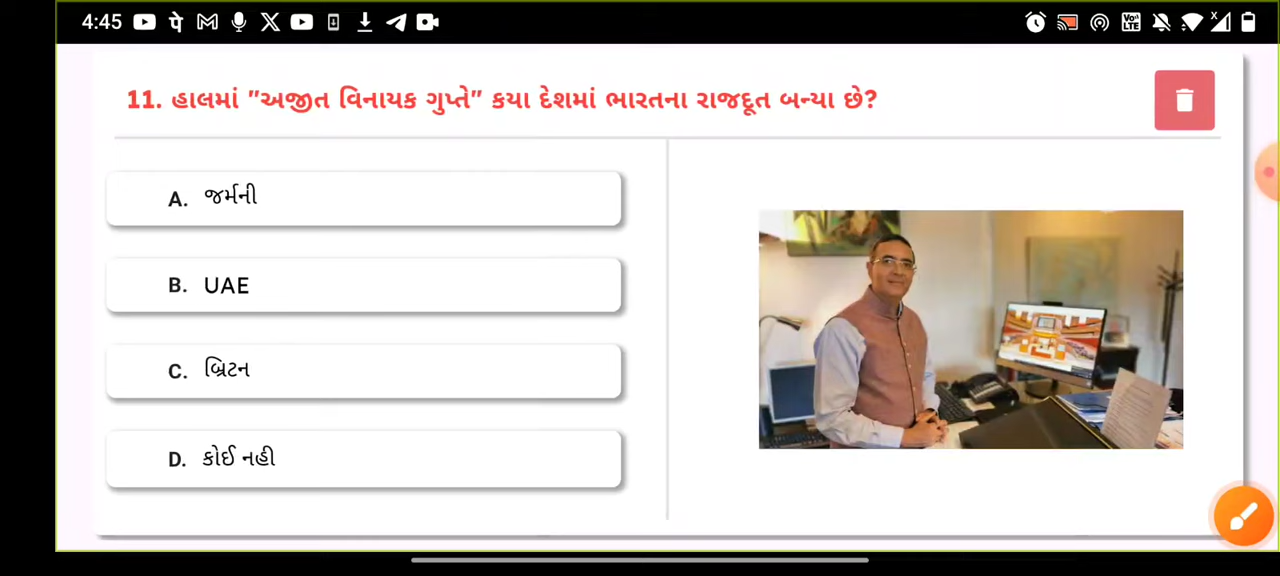 4:45
11. હાલમાં "અજીત વિનાયક ગુપ્તે" કયા દેશમાં ભારતના રાજદૂત બન્યા છે?
A. જર્મની
B. UAE
C. બ્રિટન
D. કોઈ નહી